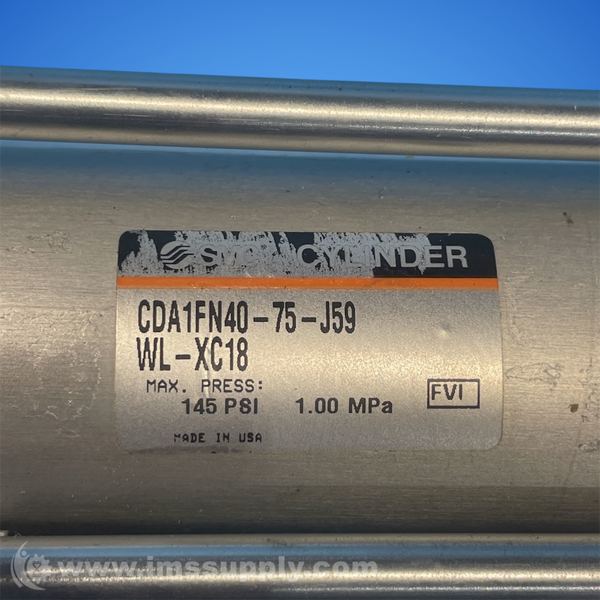 SMC CYLINDER
CDA1FN40-75-J59
WL-XC18
MAX. PRESS:
145 PSI 1.00 MPa
FVI
MADE IN USA
www.imssupply.com